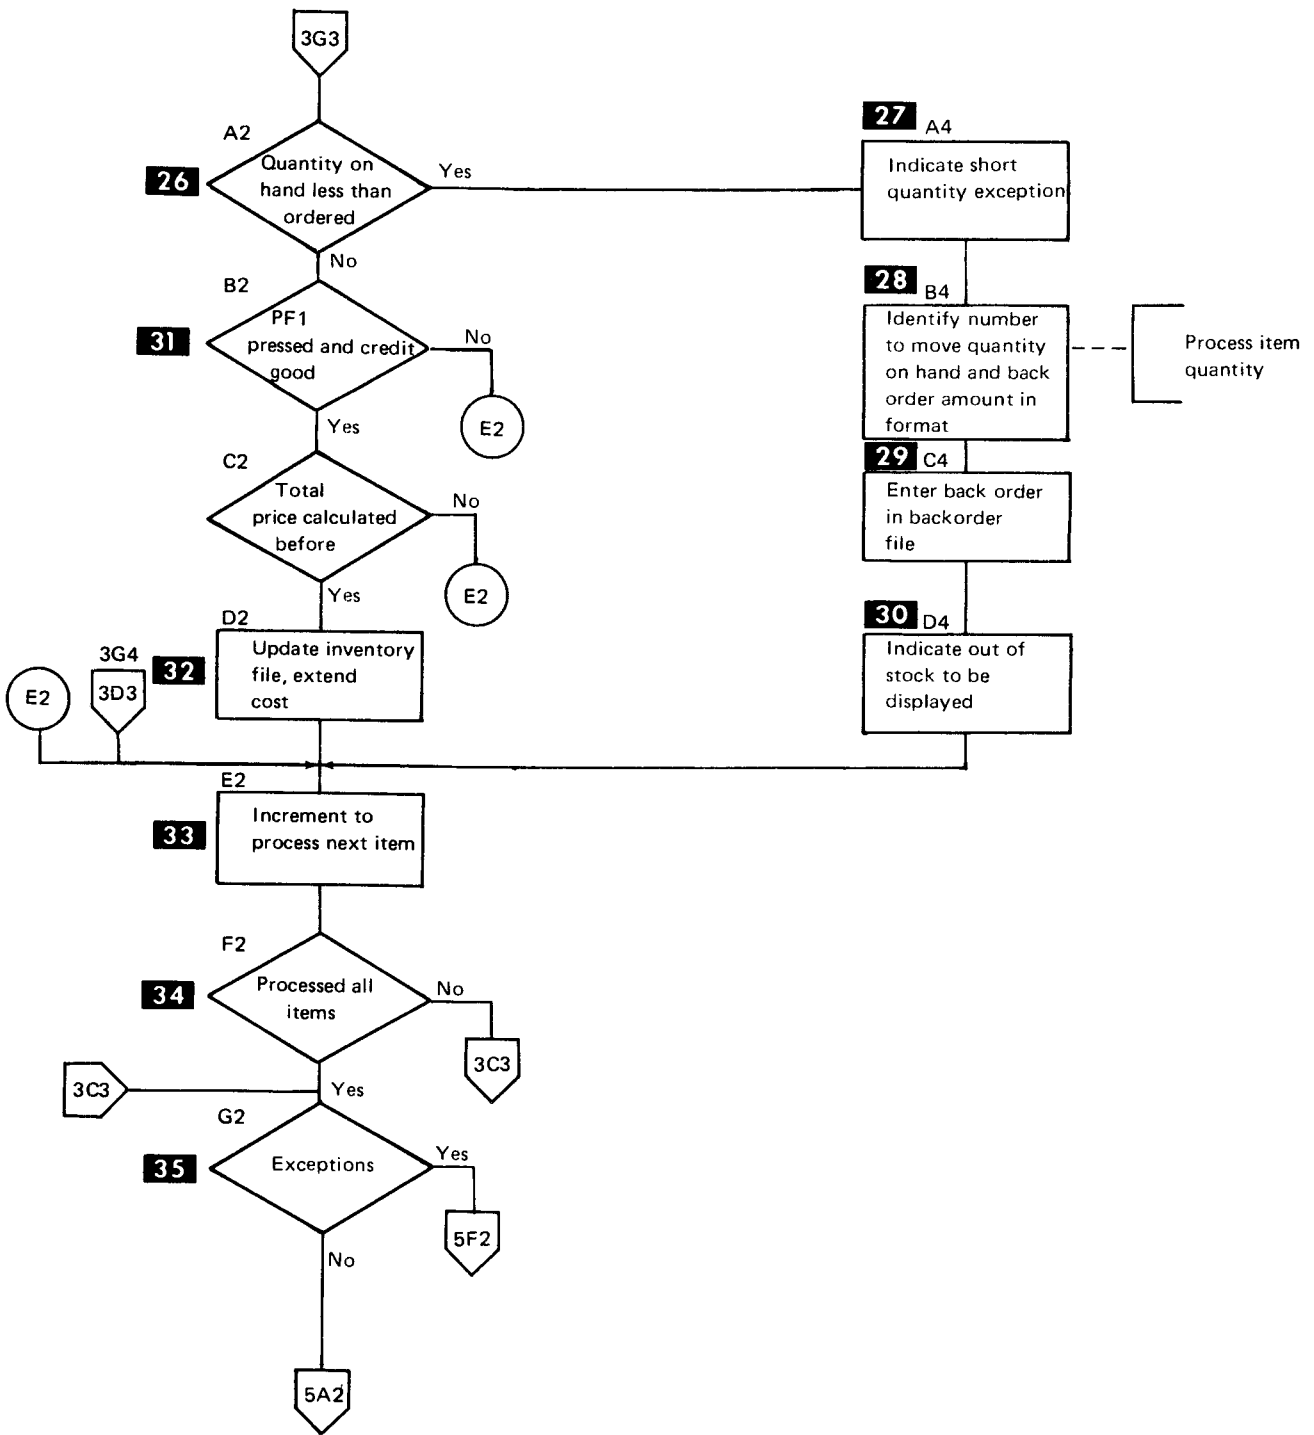 3G3
A2
26
Quantity on
hand less than
ordered
Yes
No
27
A4
Indicate short
quantity exception
28
B4
Identify number
to move quantity
on hand and back
order amount in
format
Process item
quantity
B2
31
PF1
pressed and credit
good
No
E2
Yes
29
C4
Enter back order
in backorder
file
C2
Total
price calculated
before
No
E2
Yes
30
D4
Indicate out of
stock to be
displayed
D2
32
Update inventory
file, extend
cost
E2
3G4
3D3
E2
33
Increment to
process next item
F2
34
Processed all
items
No
3C3
3C3
Yes
G2
35
Exceptions
Yes
5F2
No
5A2